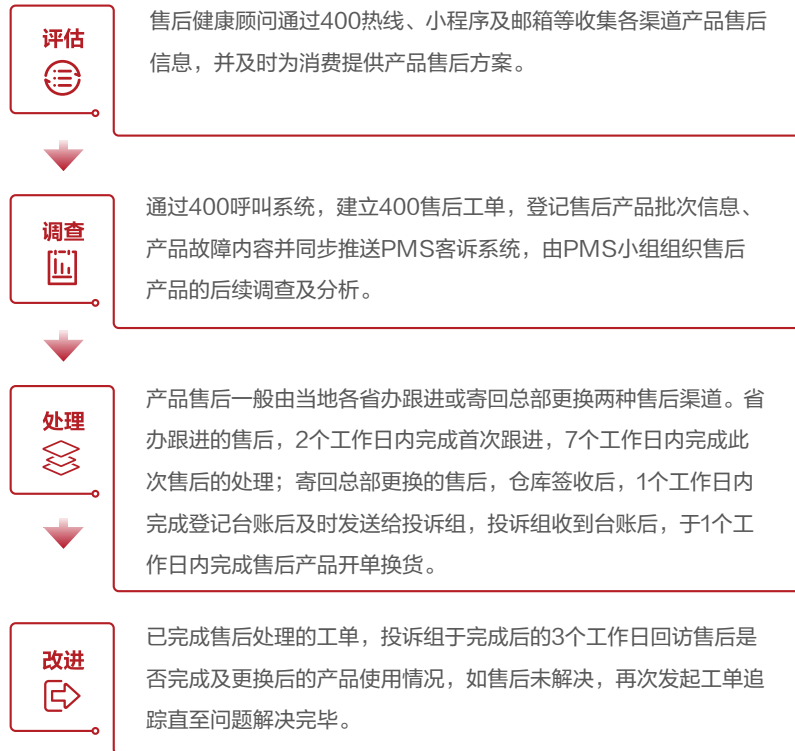 评估
售后健康顾问通过400热线、小程序及邮箱等收集各渠道产品售后
信息，并及时为消费提供产品售后方案。
调查
通过400呼叫系统，建立400售后工单，登记售后产品批次信息、
产品故障内容并同步推送PMS客诉系统，由PMS小组组织售后
产品的后续调查及分析。
处理
产品售后一般由当地各省办跟进或寄回总部更换两种售后渠道。省
办跟进的售后，2个工作日内完成首次跟进，7个工作日内完成此
次售后的处理；寄回总部更换的售后，仓库签收后，1个工作日内
完成登记台账后及时发送给投诉组，投诉组收到台账后，于1个工
作日内完成售后产品开单换货。
改进
已完成售后处理的工单，投诉组于完成后的3个工作日回访售后是
否完成及更换后的产品使用情况，如售后未解决，再次发起工单追
踪直至问题解决完毕。